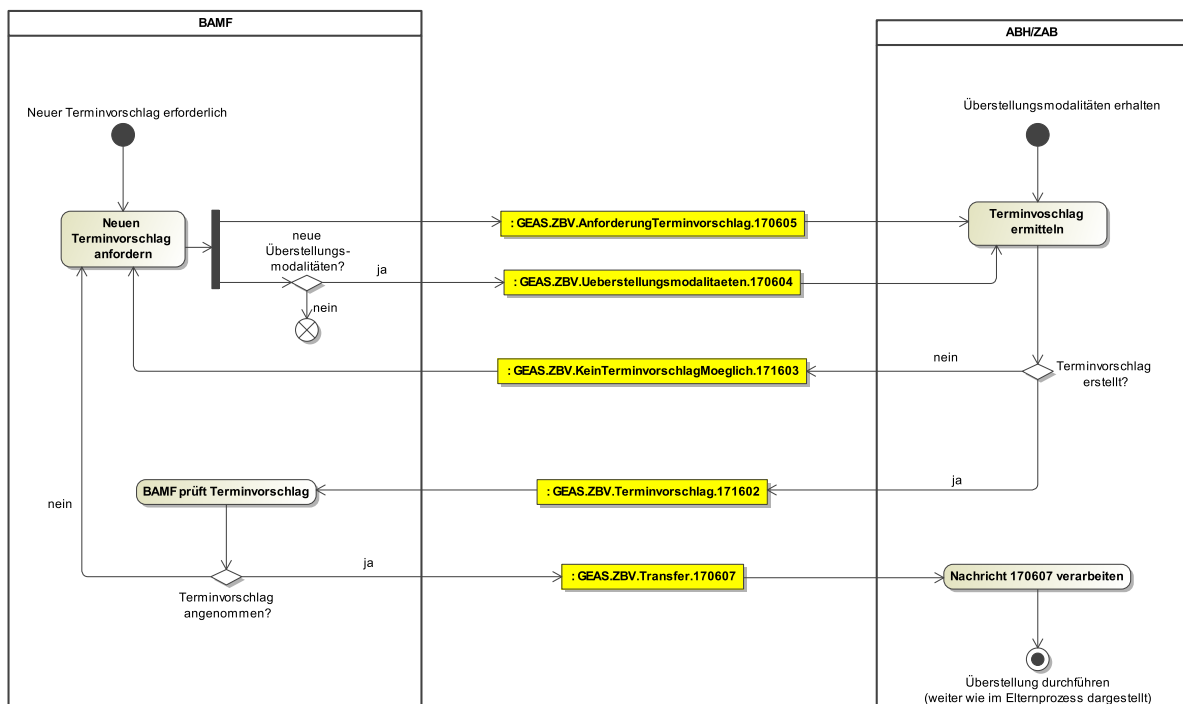 BAMF
ABH/ZAB
Neuer Terminvorschlag erforderlich
Überstellungsmodalitäten erhalten
Neuen
Terminvorschlag
anfordern
: GEAS.ZBV.AnforderungTerminvorschlag.170605
Terminvoschlag
ermitteln
neue
Überstellungs-
modalitäten?
ja
: GEAS.ZBV.Ueberstellungsmodalitaeten.170604
nein
: GEAS.ZBV.KeinTerminvorschlagMoeglich.171603
nein
Terminvorschlag
erstellt?
nein
BAMF prüft Terminvorschlag
: GEAS.ZBV.Terminvorschlag.171602
ja
ja
: GEAS.ZBV.Transfer.170607
Nachricht 170607 verarbeiten
Terminvorschlag
angenommen?
Überstellung durchführen
(weiter wie im Elternprozess dargestellt)